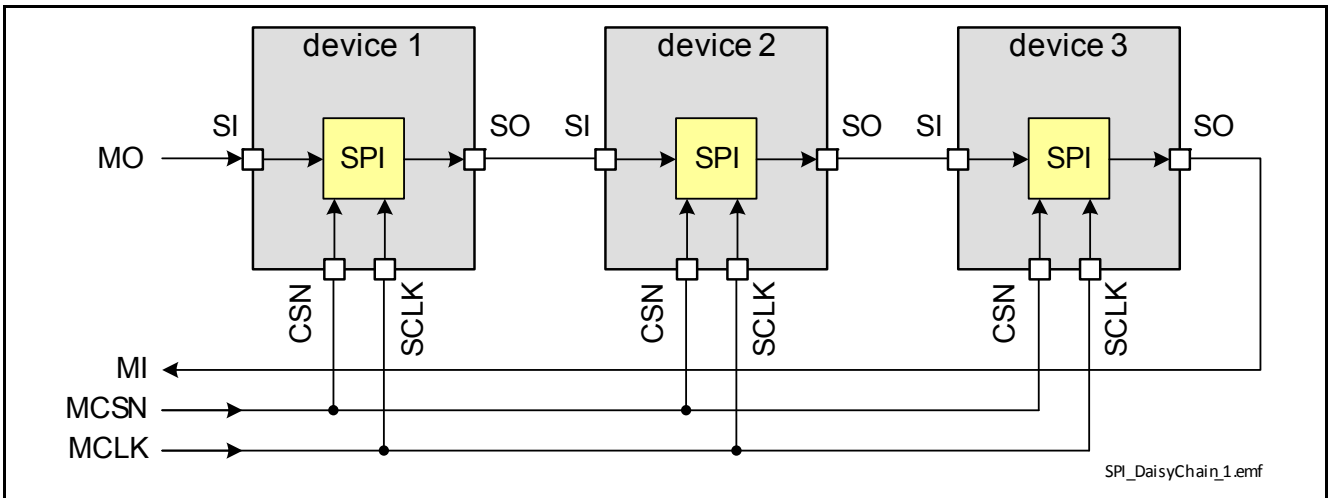 device 1
device 2
device 3
SI
SO
SI
SO
SI
SO
MO
SPI
SPI
SPI
CSN
SCLK
CSN
SCLK
CSN
SCLK
MI
MCSN
MCLK
SPI_DaisyChain_1.emf